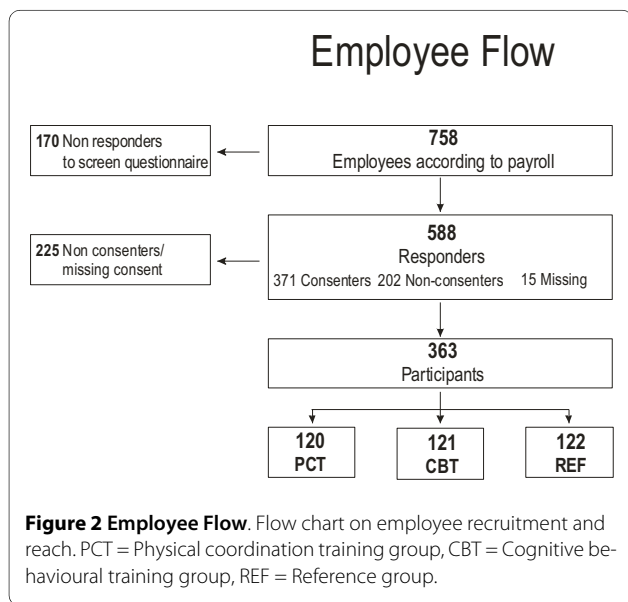 Employee Flow
170 Non responders
to screen questionnaire
758
Employees according to payroll
225 Non consenters/
missing consent
588
Responders
371 Consenters 202 Non-consenters 15 Missing
363
Participants
120
PCT
121
CBT
122
REF
Figure 2 Employee Flow. Flow chart on employee recruitment and
reach. PCT = Physical coordination training group, CBT = Cognitive be-
havioural training group, REF = Reference group.